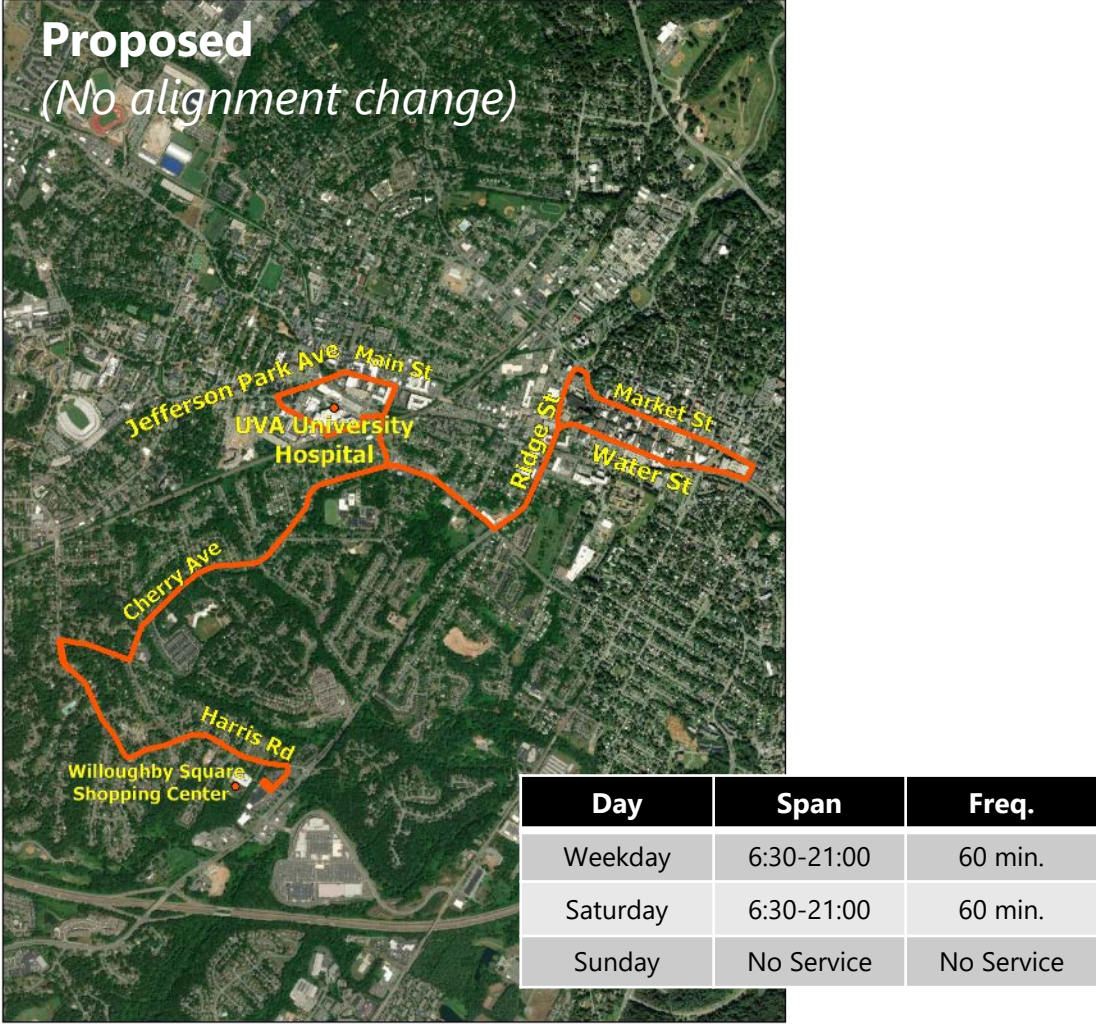 Proposed
(No alignment change)
Jefferson Park Ave
Main St
UVA University
Hospital
Ridge St
Market St
Water St
Cherry Ave
Harris Rd
Willoughby Square
Shopping Center
Day Span Freq.
Weekday 6:30-21:00 60 min.
Saturday 6:30-21:00 60 min.
Sunday No Service No Service